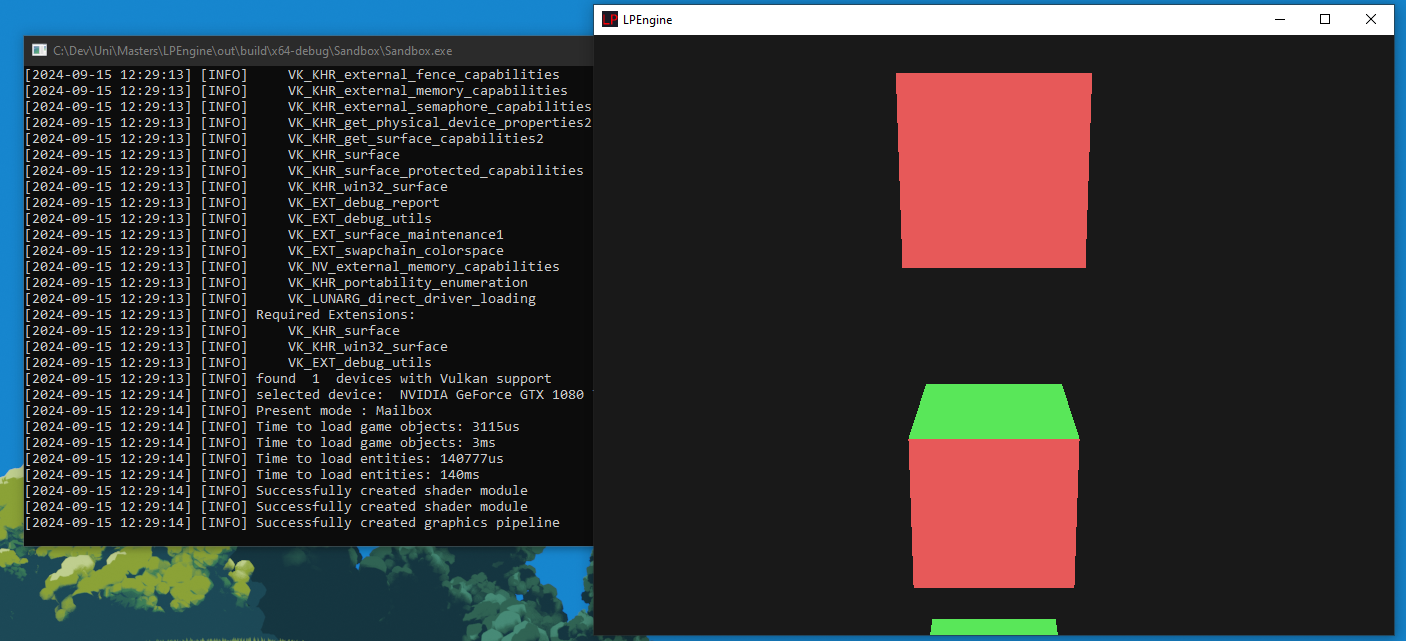 C:\Dev\Uni\Masters\LPEngine\out\build\x64-debug\Sandbox\Sandbox.exe
[2024-09-15 12:29:13] [INFO]     VK_KHR_external_fence_capabilities
[2024-09-15 12:29:13] [INFO]     VK_KHR_external_memory_capabilities
[2024-09-15 12:29:13] [INFO]     VK_KHR_external_semaphore_capabilities
[2024-09-15 12:29:13] [INFO]     VK_KHR_get_physical_device_properties2
[2024-09-15 12:29:13] [INFO]     VK_KHR_get_surface_capabilities2
[2024-09-15 12:29:13] [INFO]     VK_KHR_surface
[2024-09-15 12:29:13] [INFO]     VK_KHR_surface_protected_capabilities
[2024-09-15 12:29:13] [INFO]     VK_KHR_win32_surface
[2024-09-15 12:29:13] [INFO]     VK_EXT_debug_report
[2024-09-15 12:29:13] [INFO]     VK_EXT_debug_utils
[2024-09-15 12:29:13] [INFO]     VK_EXT_surface_maintenance1
[2024-09-15 12:29:13] [INFO]     VK_EXT_swapchain_colorspace
[2024-09-15 12:29:13] [INFO]     VK_NV_external_memory_capabilities
[2024-09-15 12:29:13] [INFO]     VK_KHR_portability_enumeration
[2024-09-15 12:29:13] [INFO]     VK_LUNARG_direct_driver_loading
[2024-09-15 12:29:13] [INFO] Required Extensions:
[2024-09-15 12:29:13] [INFO]     VK_KHR_surface
[2024-09-15 12:29:13] [INFO]     VK_KHR_win32_surface
[2024-09-15 12:29:13] [INFO]     VK_EXT_debug_utils
[2024-09-15 12:29:13] [INFO] found  1  devices with Vulkan support
[2024-09-15 12:29:14] [INFO] selected device:  NVIDIA GeForce GTX 1080
[2024-09-15 12:29:14] [INFO] Present mode : Mailbox
[2024-09-15 12:29:14] [INFO] Time to load game objects: 3115us
[2024-09-15 12:29:14] [INFO] Time to load game objects: 3ms
[2024-09-15 12:29:14] [INFO] Time to load entities: 140777us
[2024-09-15 12:29:14] [INFO] Time to load entities: 140ms
[2024-09-15 12:29:14] [INFO] Successfully created shader module
[2024-09-15 12:29:14] [INFO] Successfully created shader module
[2024-09-15 12:29:14] [INFO] Successfully created graphics pipeline
LP LPEngine